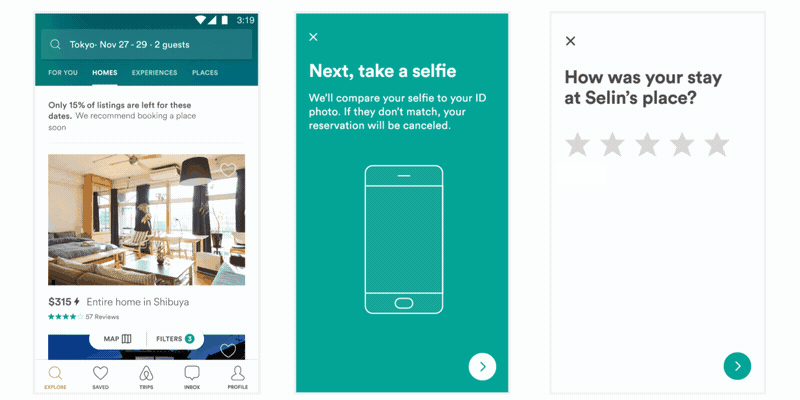 3:19
Tokyo· Nov 27 - 29 · 2 guests
FOR YOU HOMES EXPERIENCES PLACES
Only 15% of listings are left for these
dates. We recommend booking a place
soon
$315 Entire home in Shibuya
57 Reviews
MAP FILTERS 3
EXPLORE SAVED TRIPS INBOX PROFILE
Next, take a selfie
We'll compare your selfie to your ID
photo. If they don't match, your
reservation will be canceled.
How was your stay
at Selin's place?